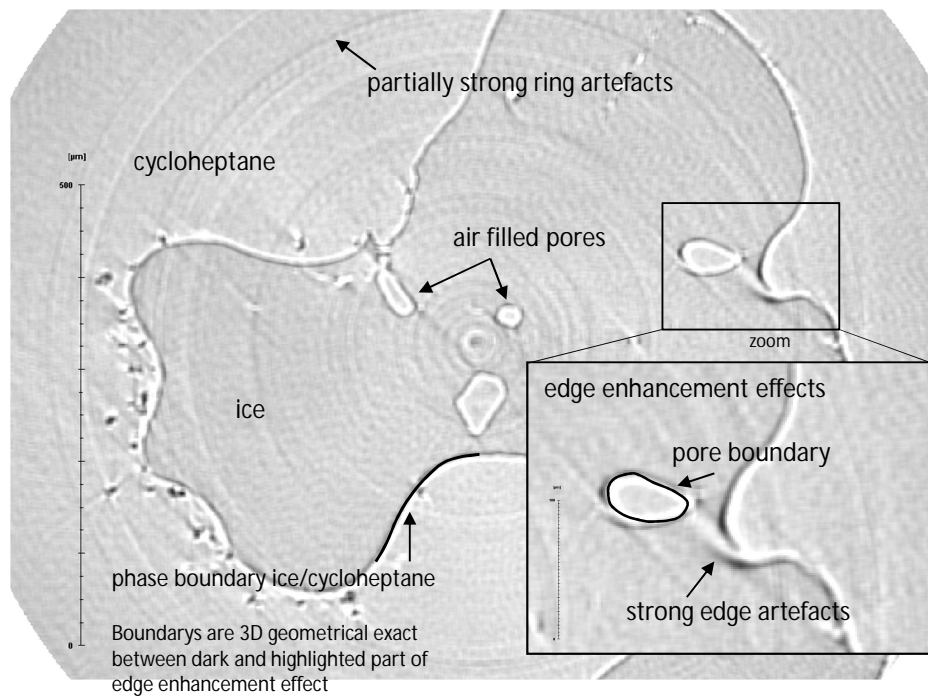 partially strong ring artefacts
cycloheptane
[µm]
500
air filled pores
zoom
ice
edge enhancement effects
pore boundary
phase boundary ice/cycloheptane
strong edge artefacts
0
Boundarys are 3D geometrical exact
between dark and highlighted part of
edge enhancement effect